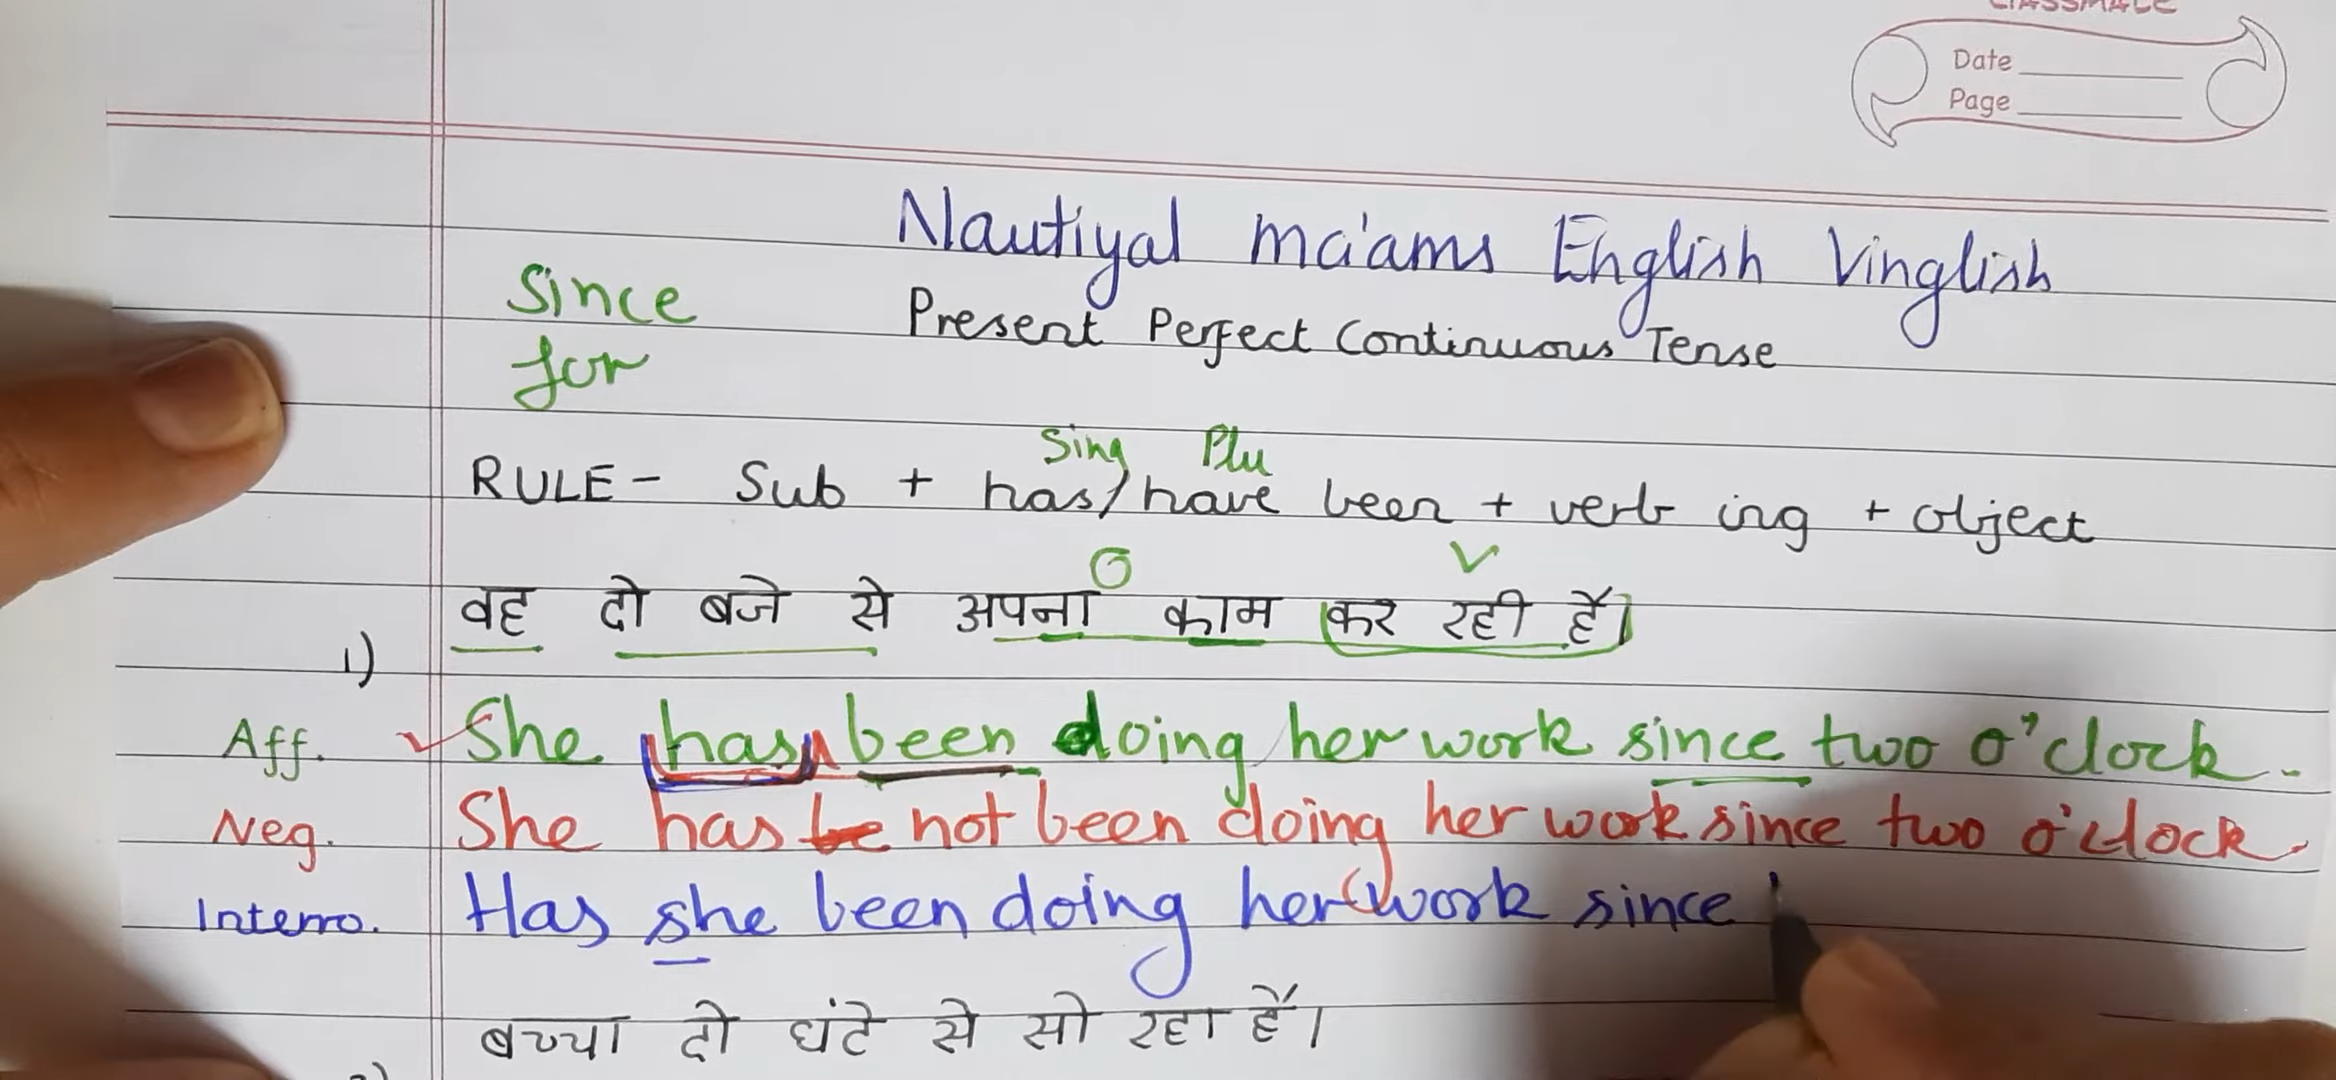 classmate
Date
Page
Nautiyal ma'ams English Vinglish
Since
Present Perfect Continuous Tense
for
Sing Plu
RULE - Sub + has/have been + verb ing + object
O V
वह दो बजे से अपना काम कर रही हैं।
1)
Aff. She has been doing her work since two o'clock.
Neg. She has be not been doing her work since two o'clock.
Interro. Has she been doing her work since
बच्चा दो घंटे से सो रहा हैं।